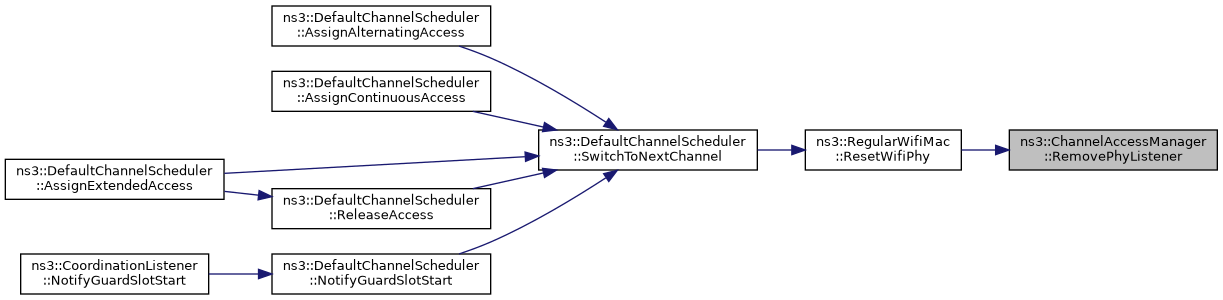 ns3::DefaultChannelScheduler
::AssignAlternatingAccess
ns3::DefaultChannelScheduler
::AssignContinuousAccess
ns3::DefaultChannelScheduler
::SwitchToNextChannel
ns3::RegularWifiMac
::ResetWifiPhy
ns3::ChannelAccessManager
::RemovePhyListener
ns3::DefaultChannelScheduler
::AssignExtendedAccess
ns3::DefaultChannelScheduler
::ReleaseAccess
ns3::CoordinationListener
::NotifyGuardSlotStart
ns3::DefaultChannelScheduler
::NotifyGuardSlotStart